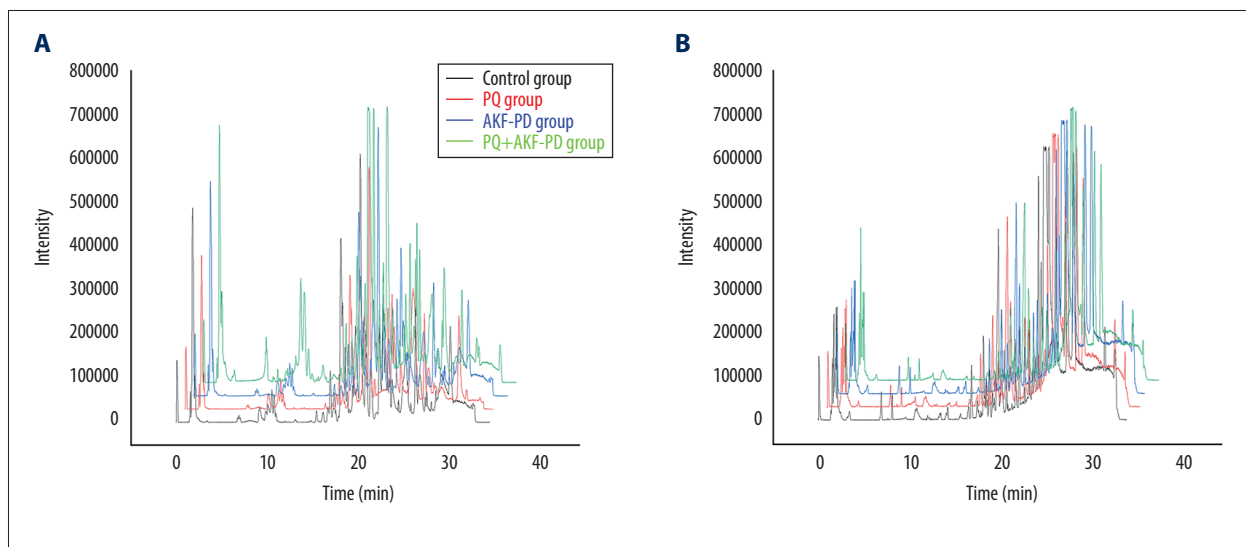 A
800000
700000
600000
500000
400000
300000
200000
100000
0
Intensity
0 10 20 30 40
Time (min)
Control group
PQ group
AKF-PD group
PQ+AKF-PD group
B
800000
700000
600000
500000
400000
300000
200000
100000
0
Intensity
0 10 20 30 40
Time (min)